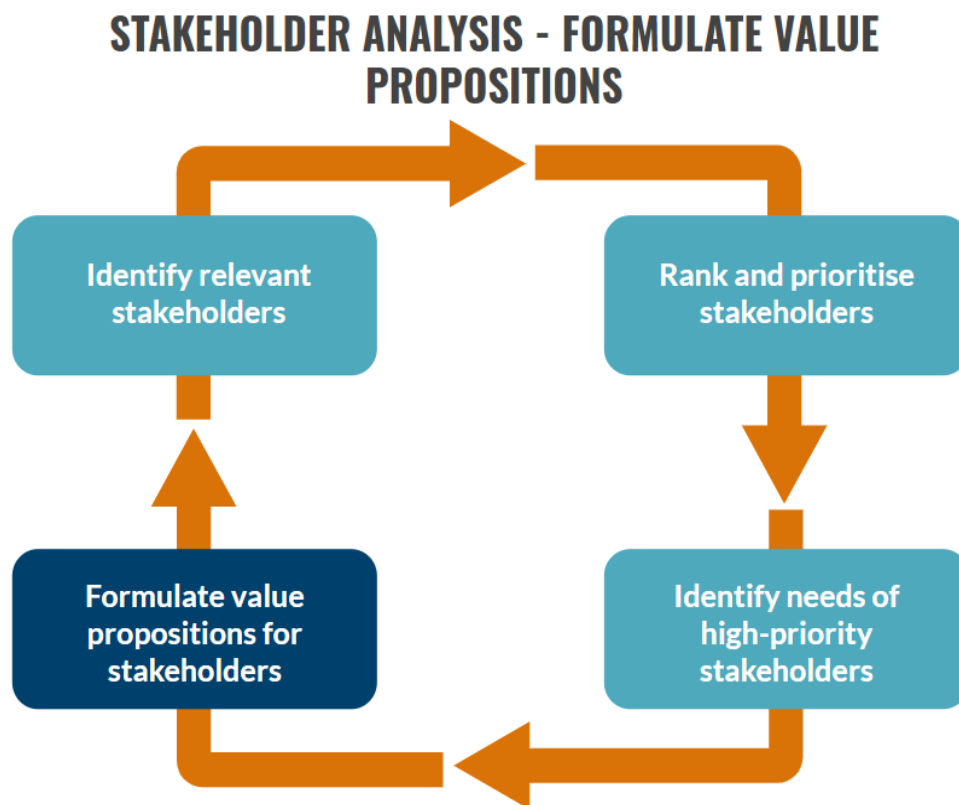 STAKEHOLDER ANALYSIS - FORMULATE VALUE
PROPOSITIONS
Identify relevant
stakeholders
Rank and prioritise
stakeholders
Formulate value
propositions for
stakeholders
Identify needs of
high-priority
stakeholders